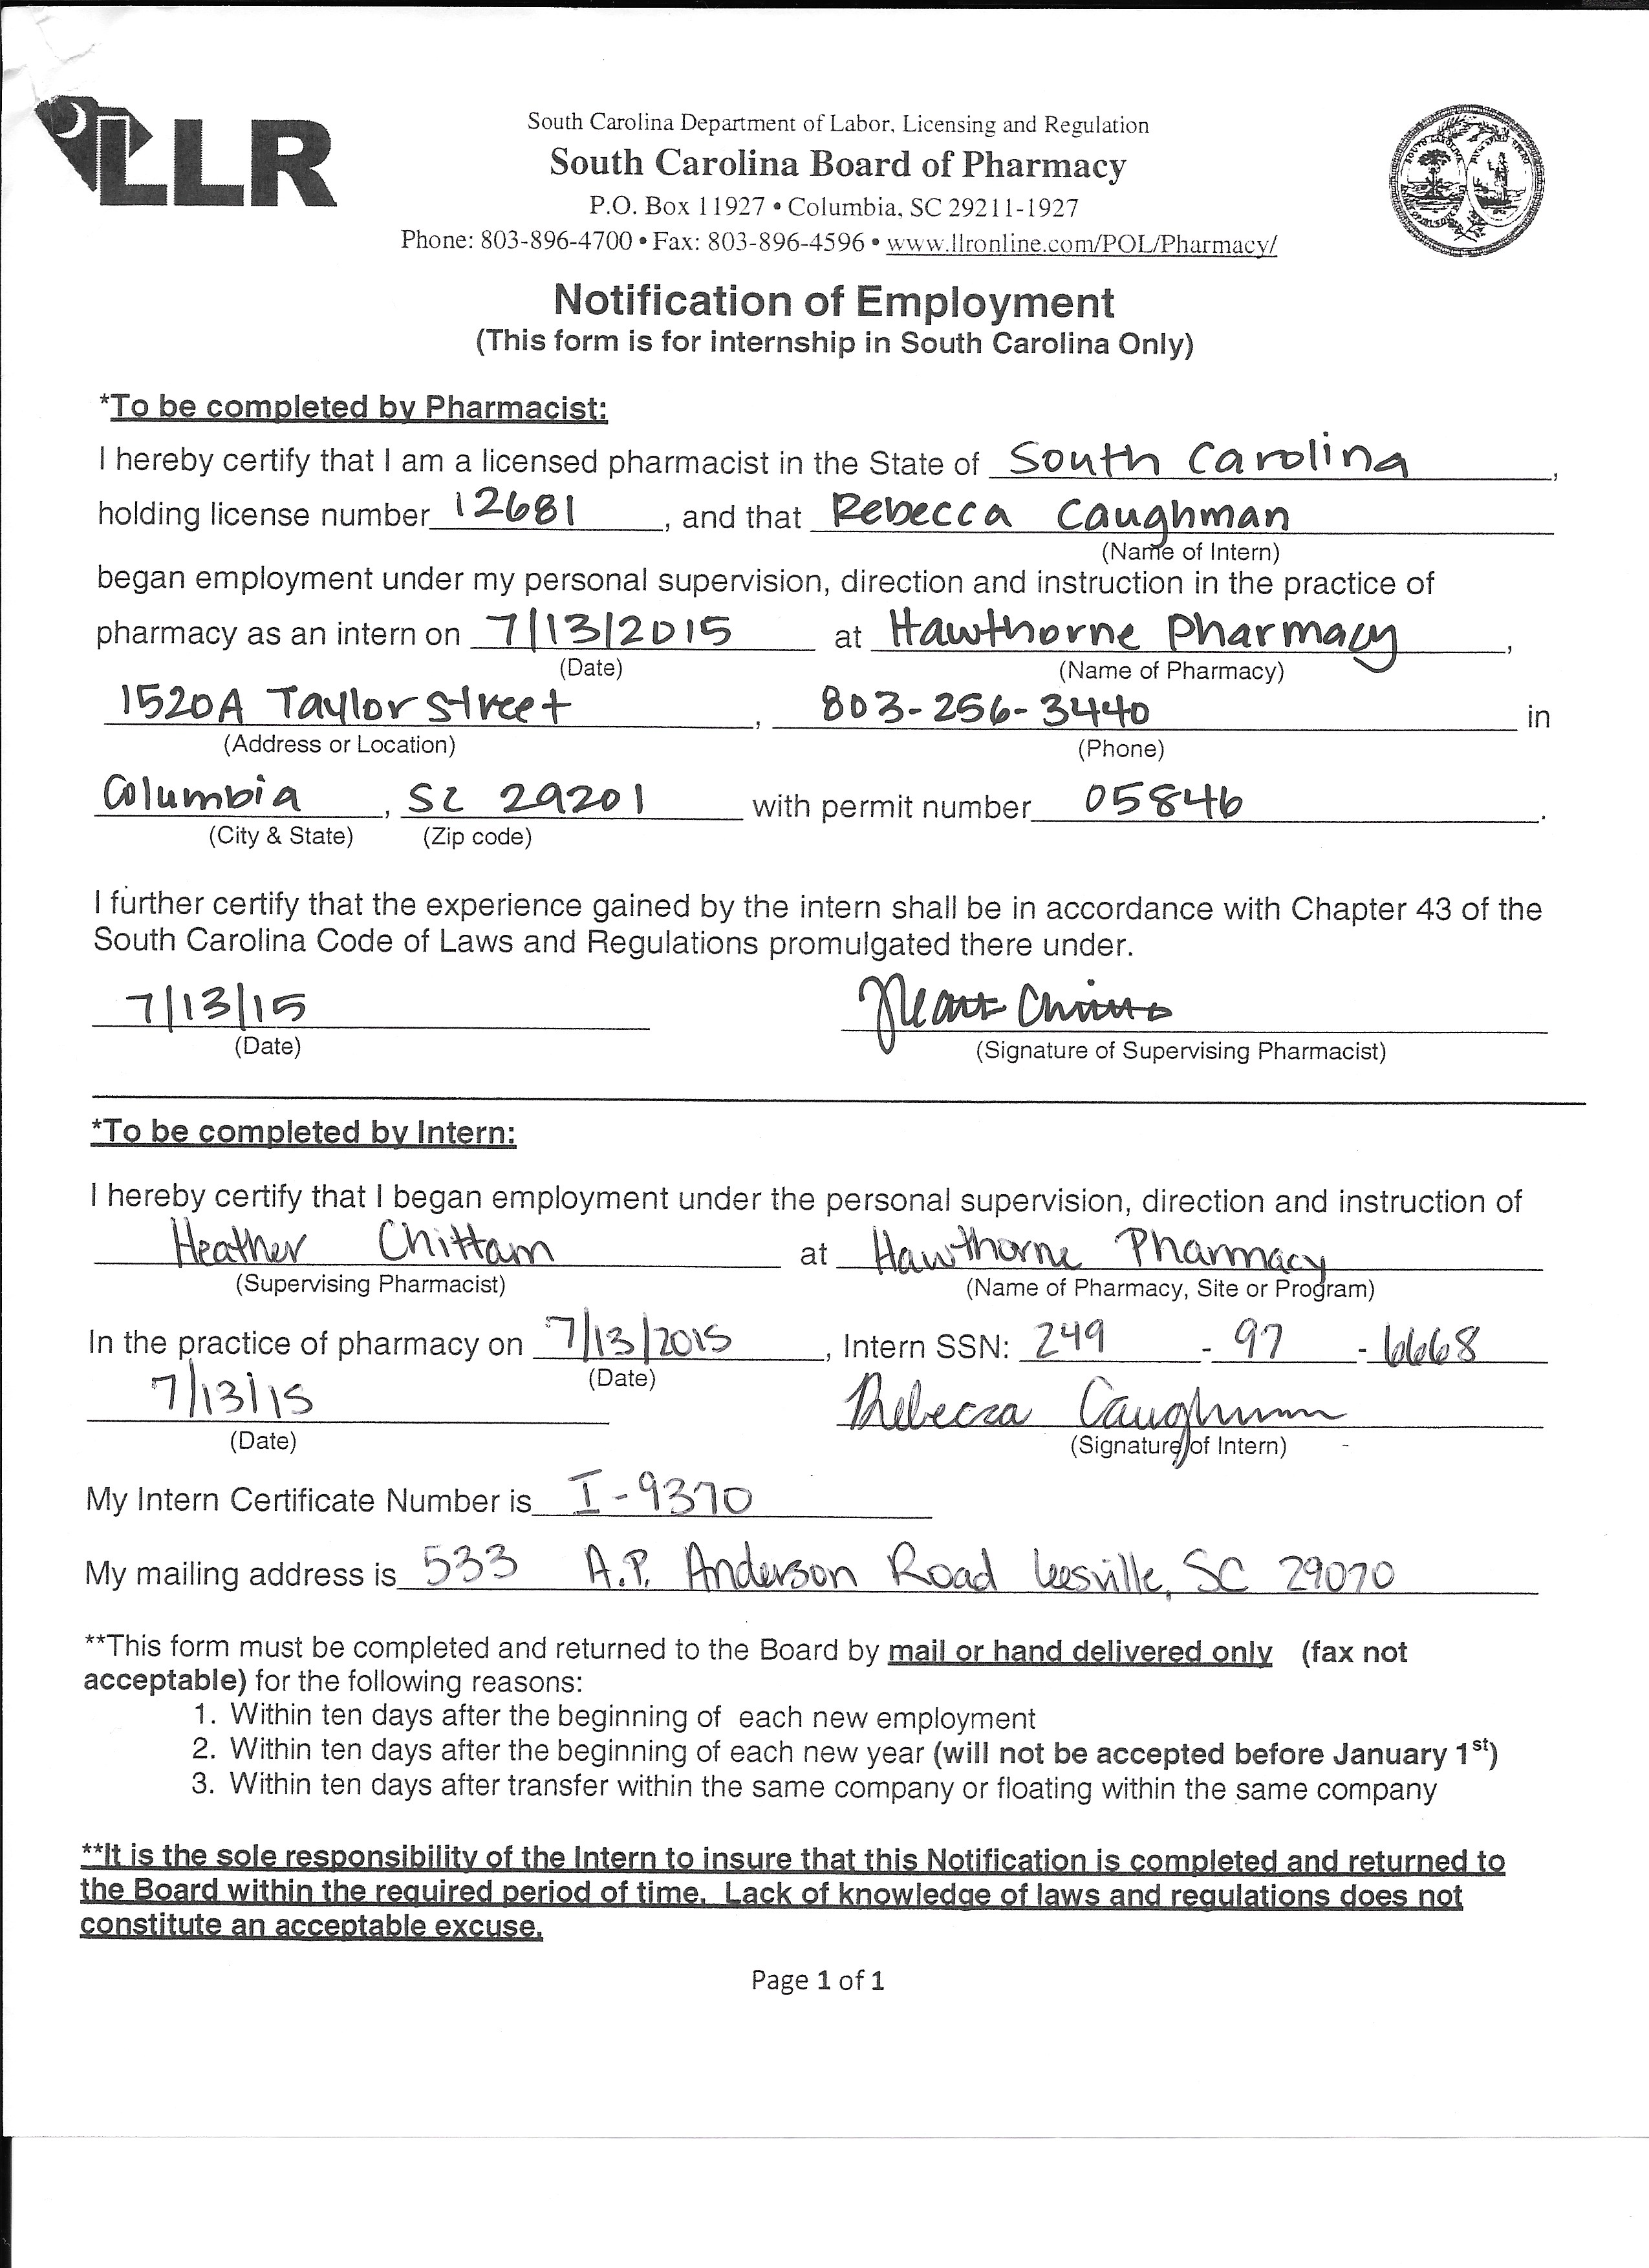 LLR
South Carolina Department of Labor, Licensing and Regulation
South Carolina Board of Pharmacy
P.O. Box 11927 • Columbia, SC 29211-1927
Phone: 803-896-4700 • Fax: 803-896-4596 • www.llronline.com/POL/Pharmacy/
Notification of Employment
(This form is for internship in South Carolina Only)
*To be completed by Pharmacist:
I hereby certify that I am a licensed pharmacist in the State of South Carolina,
holding license number 12681, and that Rebecca Caughman
(Name of Intern)
began employment under my personal supervision, direction and instruction in the practice of
pharmacy as an intern on 7/13/2015 at Hawthorne Pharmacy,
(Date) (Name of Pharmacy)
1520A Taylor Street, 803-256-3440 in
(Address or Location) (Phone)
Columbia, SC 29201 with permit number 05846.
(City & State) (Zip code)
I further certify that the experience gained by the intern shall be in accordance with Chapter 43 of the
South Carolina Code of Laws and Regulations promulgated there under.
7/13/15
(Date) (Signature of Supervising Pharmacist)
*To be completed by Intern:
I hereby certify that I began employment under the personal supervision, direction and instruction of
Heather Chittam at Hawthorne Pharmacy
(Supervising Pharmacist) (Name of Pharmacy, Site or Program)
In the practice of pharmacy on 7/13/2015, Intern SSN: 249 - 97 - 6668
(Date)
7/13/15 Rebecca Caughman
(Date) (Signature of Intern)
My Intern Certificate Number is I-9370
My mailing address is 533 A.P. Anderson Road Leesville, SC 29070
**This form must be completed and returned to the Board by mail or hand delivered only (fax not
acceptable) for the following reasons:
1. Within ten days after the beginning of each new employment
2. Within ten days after the beginning of each new year (will not be accepted before January 1st)
3. Within ten days after transfer within the same company or floating within the same company
**It is the sole responsibility of the Intern to insure that this Notification is completed and returned to
the Board within the required period of time. Lack of knowledge of laws and regulations does not
constitute an acceptable excuse.
Page 1 of 1